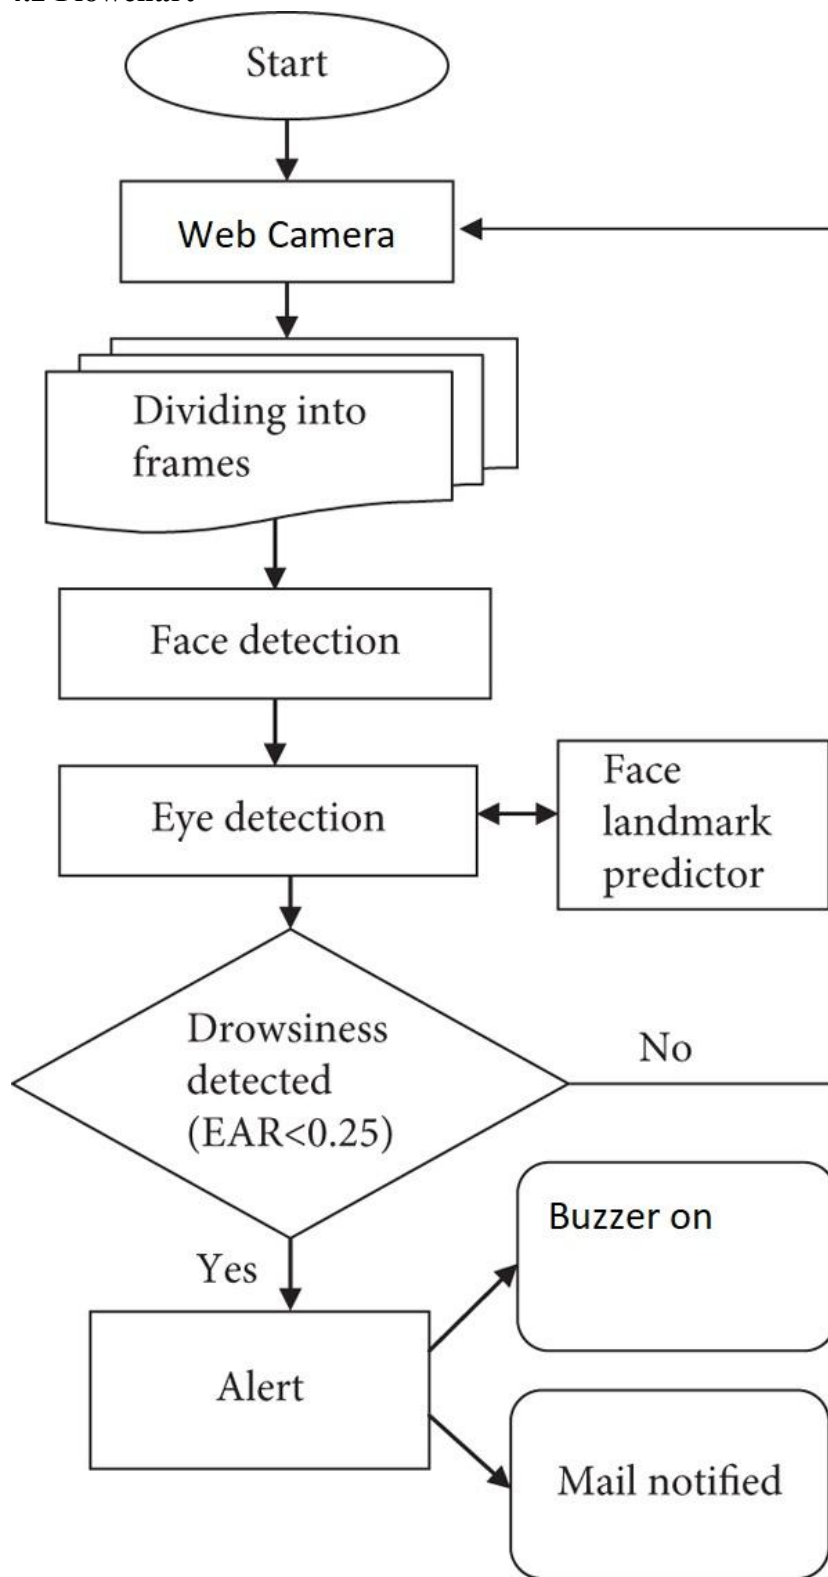 Start
Web Camera
Dividing into
frames
Face detection
Eye detection
Face
landmark
predictor
Drowsiness
detected
(EAR<0.25)
No
Yes
Buzzer on
Alert
Mail notified